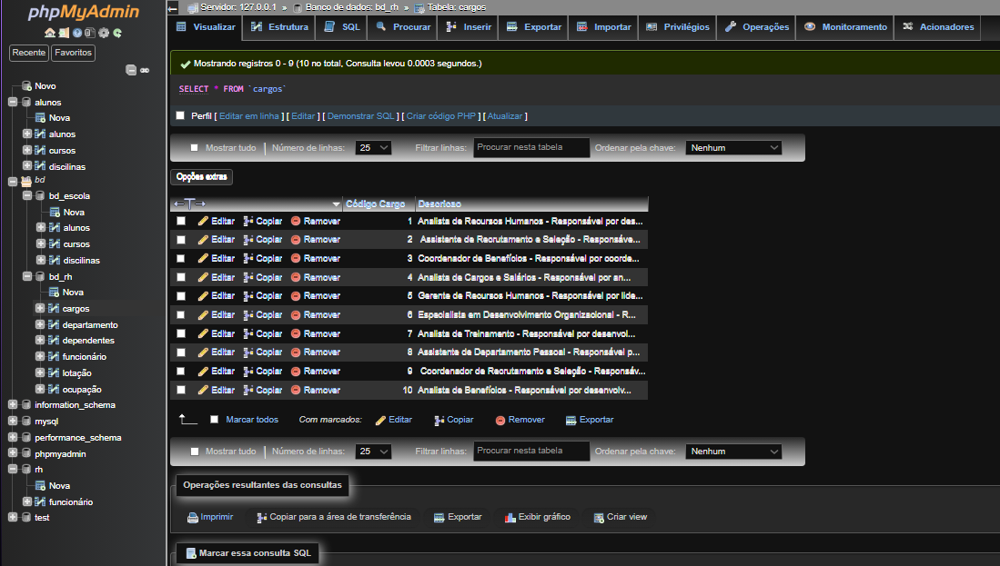 phpMyAdmin
Recente Favoritos
Novo
alunos
Nova
alunos
cursos
discilinas
bd
bd_escola
Nova
alunos
cursos
discilinas
bd_rh
Nova
cargos
departamento
dependentes
funcionário
lotação
ocupação
information_schema
mysql
performance_schema
phpmyadmin
rh
Nova
funcionário
test
Servidor: 127.0.0.1 » Banco de dados: bd_rh » Tabela: cargos
Visualizar Estrutura SQL Procurar Inserir Exportar Importar Privilégios Operações Monitoramento Acionadores
Mostrando registros 0 - 9 (10 no total, Consulta levou 0.0003 segundos.)
SELECT * FROM `cargos`
Perfil [ Editar em linha ] [ Editar ] [ Demonstrar SQL ] [ Criar código PHP ] [ Atualizar ]
Mostrar tudo Número de linhas: 25 Filtrar linhas: Procurar nesta tabela Ordenar pela chave: Nenhum
Opções extras
←T→ Código Cargo Descrioso
Editar Copiar Remover 1 Analista de Recursos Humanos - Responsável por des...
Editar Copiar Remover 2 Assistente de Recrutamento e Seleção - Responsáve...
Editar Copiar Remover 3 Coordenador de Benefícios - Responsável por coorde...
Editar Copiar Remover 4 Analista de Cargos e Salários - Responsável por an...
Editar Copiar Remover 5 Gerente de Recursos Humanos - Responsável por lide...
Editar Copiar Remover 6 Especialista em Desenvolvimento Organizacional - R...
Editar Copiar Remover 7 Analista de Treinamento - Responsável por desenvol...
Editar Copiar Remover 8 Assistente de Departamento Pessoal - Responsável p...
Editar Copiar Remover 9 Coordenador de Recrutamento e Seleção - Responsáv...
Editar Copiar Remover 10 Analista de Benefícios - Responsável por desenvolv...
Marcar todos Com marcados: Editar Copiar Remover Exportar
Mostrar tudo Número de linhas: 25 Filtrar linhas: Procurar nesta tabela Ordenar pela chave: Nenhum
Operações resultantes das consultas
Imprimir Copiar para a área de transferência Exportar Exibir gráfico Criar view
Marcar essa consulta SQL